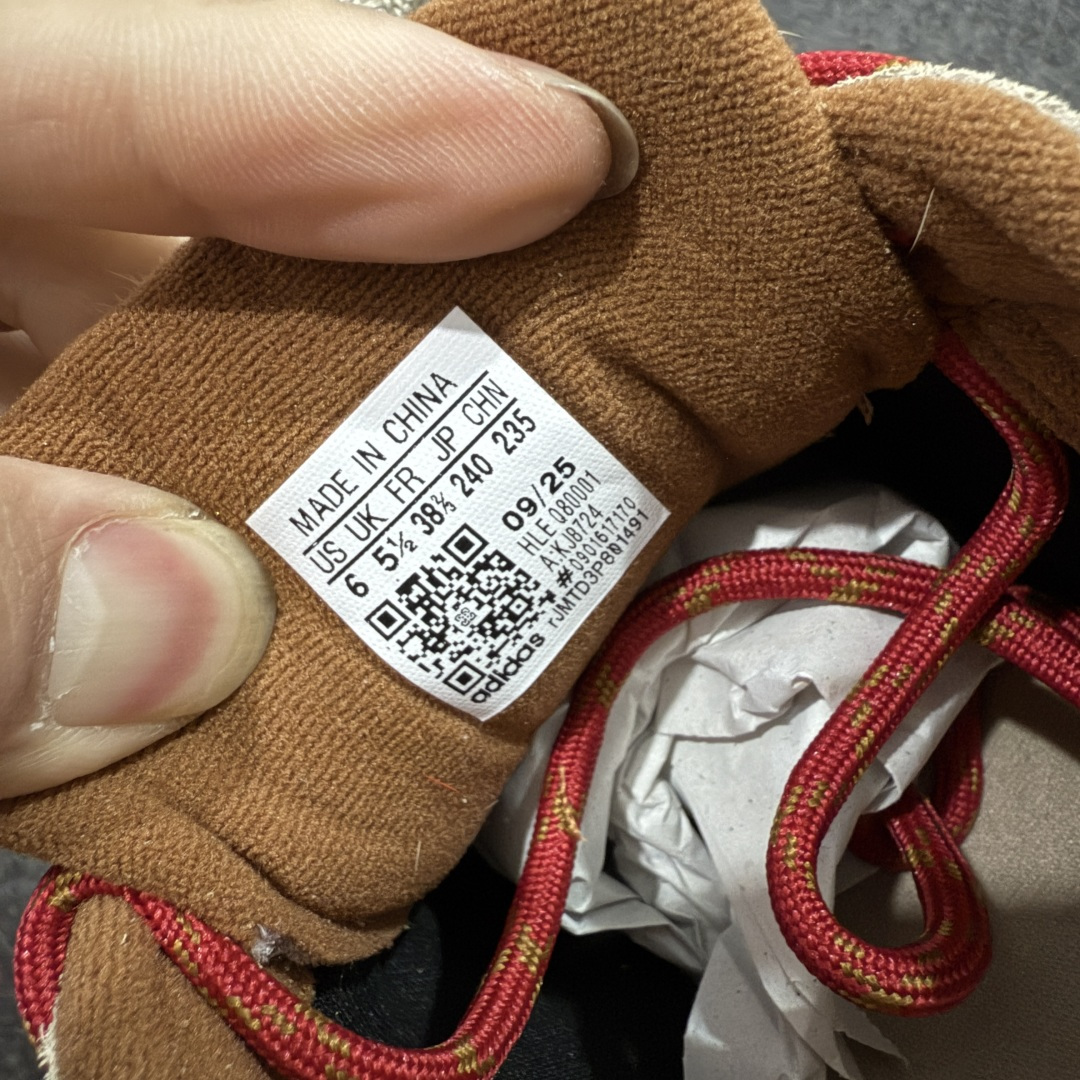 MADE IN CHINA
US UK FR JP CHN
6 5½ 38⅔ 240 235
09/25
HLE 080001
A:KJ8724
#0901617170
adidas